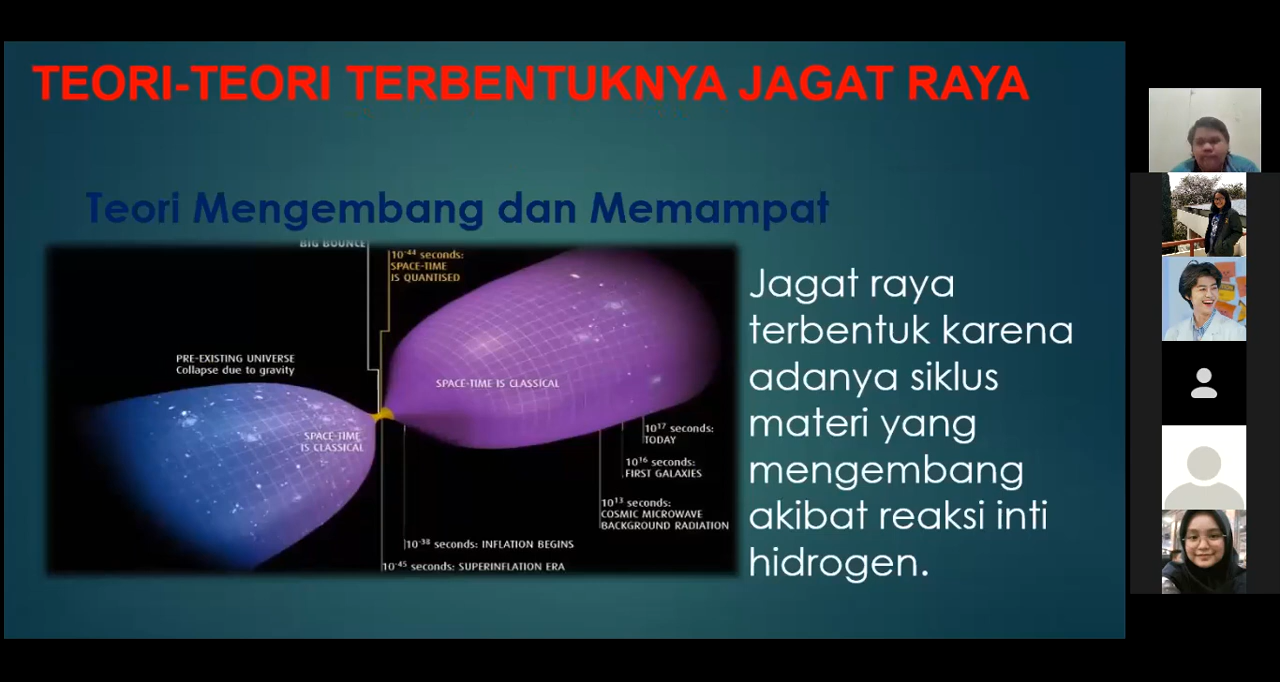 TEORI-TEORI TERBENTUKNYA JAGAT RAYA
Teori Mengembang dan Memampat
BIG BOUNCE
10⁻⁴⁴ seconds:
SPACE-TIME
IS QUANTISED
PRE-EXISTING UNIVERSE
Collapse due to gravity
SPACE-TIME IS CLASSICAL
SPACE-TIME
IS CLASSICAL
10¹⁷ seconds:
TODAY
10¹⁶ seconds:
FIRST GALAXIES
10¹³ seconds:
COSMIC MICROWAVE
BACKGROUND RADIATION
10⁻³⁸ seconds: INFLATION BEGINS
10⁻⁴⁵ seconds: SUPERINFLATION ERA
Jagat raya
terbentuk karena
adanya siklus
materi yang
mengembang
akibat reaksi inti
hidrogen.